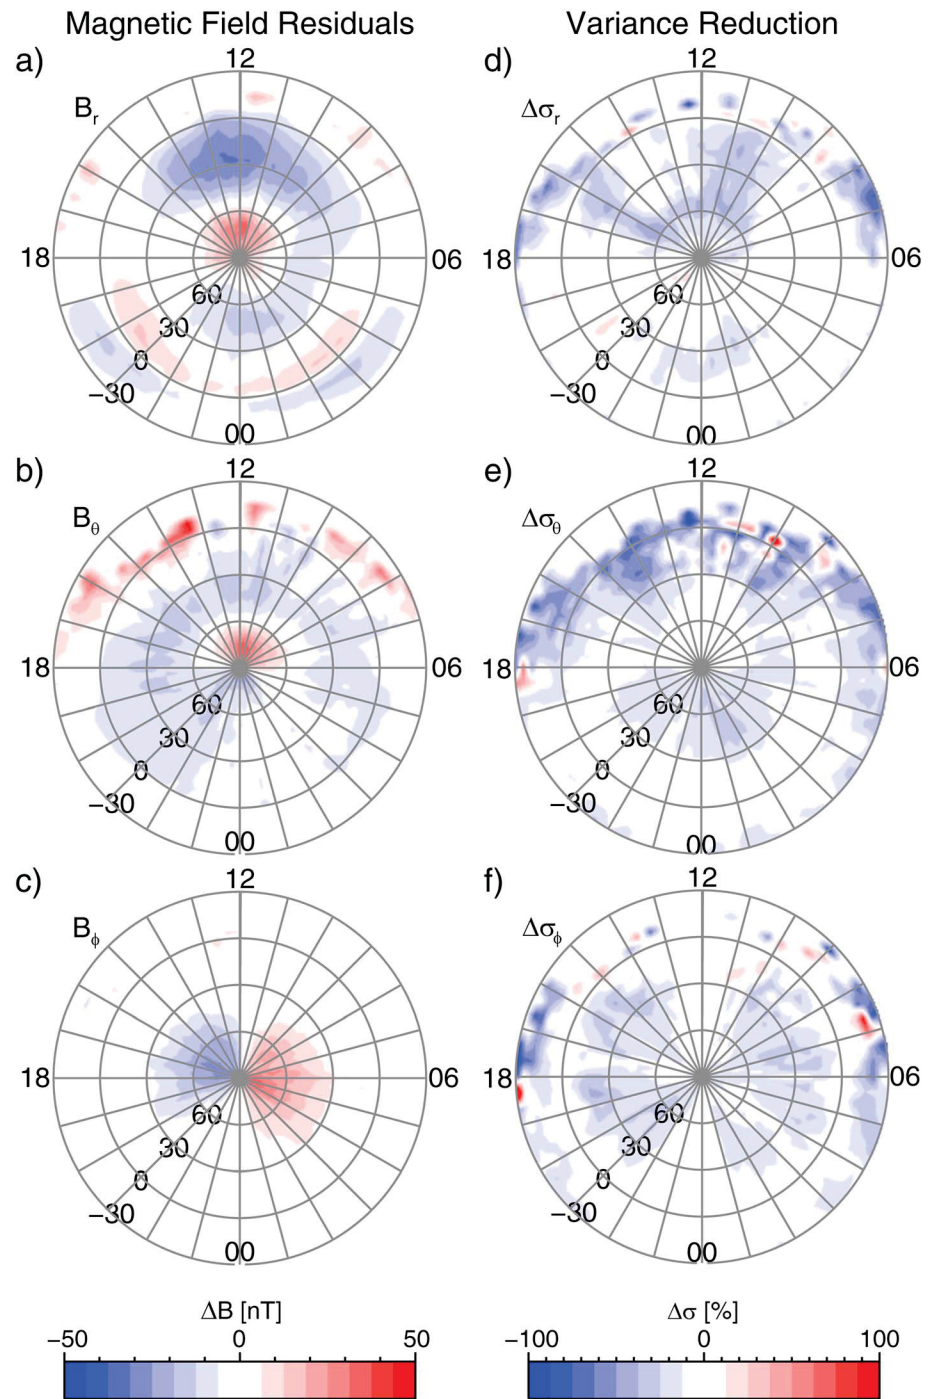 Magnetic Field Residuals
Variance Reduction
a)
12
Br
18
06
60
30
0
−30
00
d)
12
Δσr
18
06
60
30
0
−30
00
b)
12
Bθ
18
06
60
30
0
−30
00
e)
12
Δσθ
18
06
60
30
0
−30
00
c)
12
Bϕ
18
06
60
30
0
−30
00
f)
12
Δσϕ
18
06
60
30
0
−30
00
ΔB [nT]
−50 0 50
Δσ [%]
−100 0 100